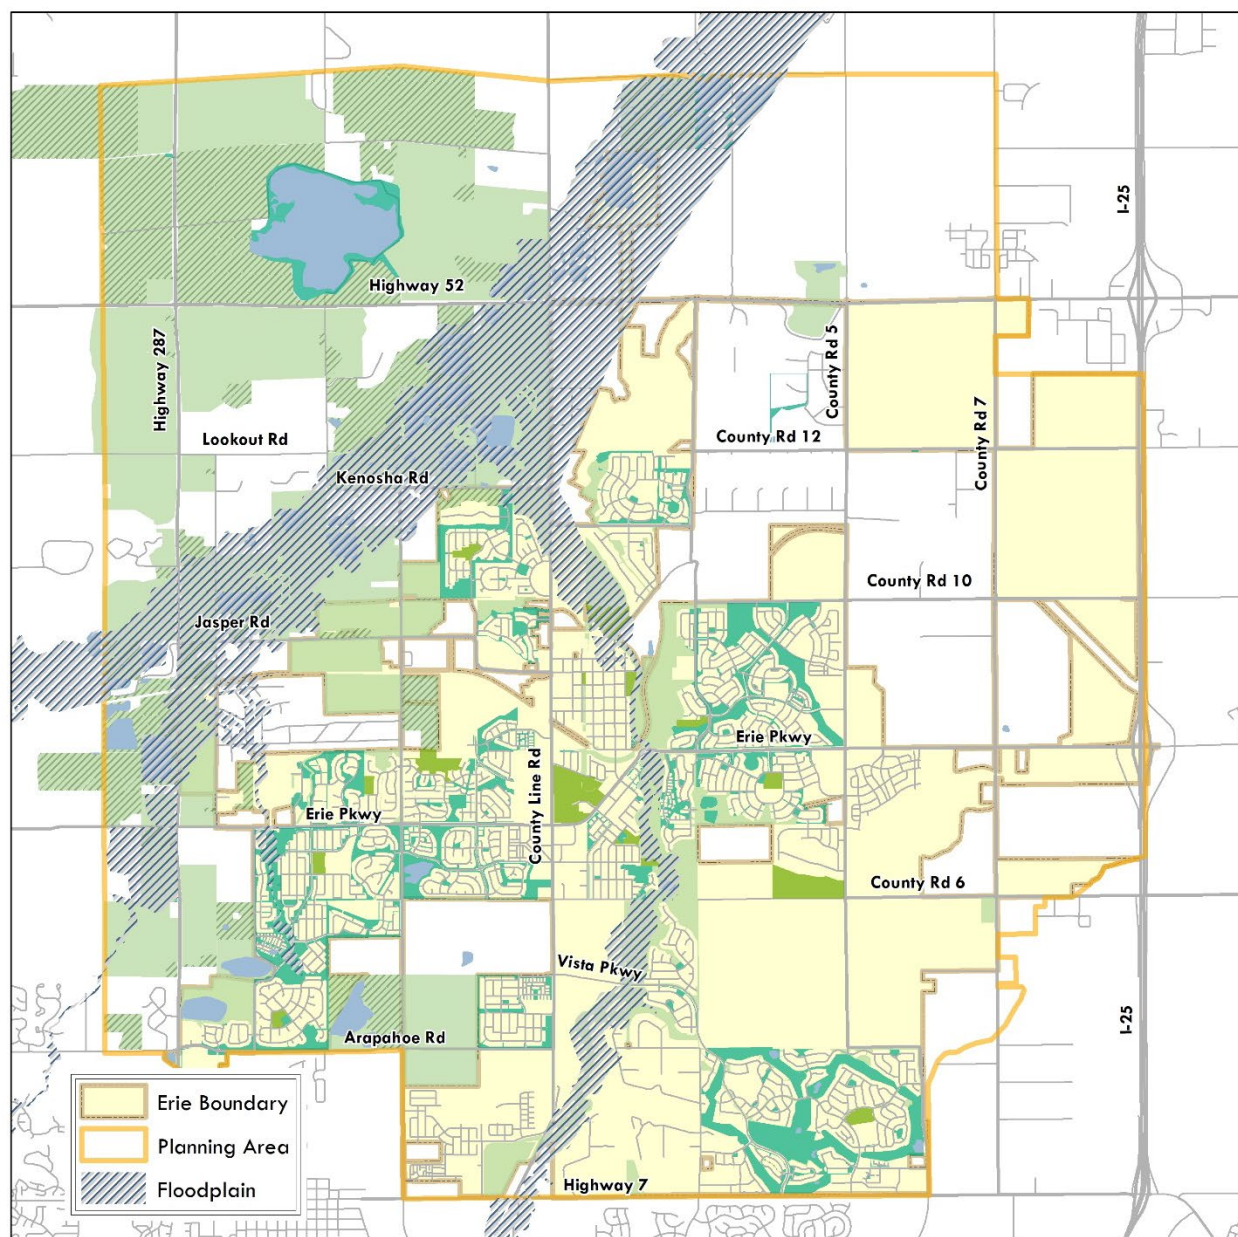 I-25
Highway 52
Highway 287
County Rd 5
County Rd 7
Lookout Rd
County Rd 12
Kenosha Rd
County Rd 10
Jasper Rd
Erie Pkwy
County Line Rd
Erie Pkwy
County Rd 6
Vista Pkwy
I-25
Arapahoe Rd
Highway 7
Erie Boundary
Planning Area
Floodplain